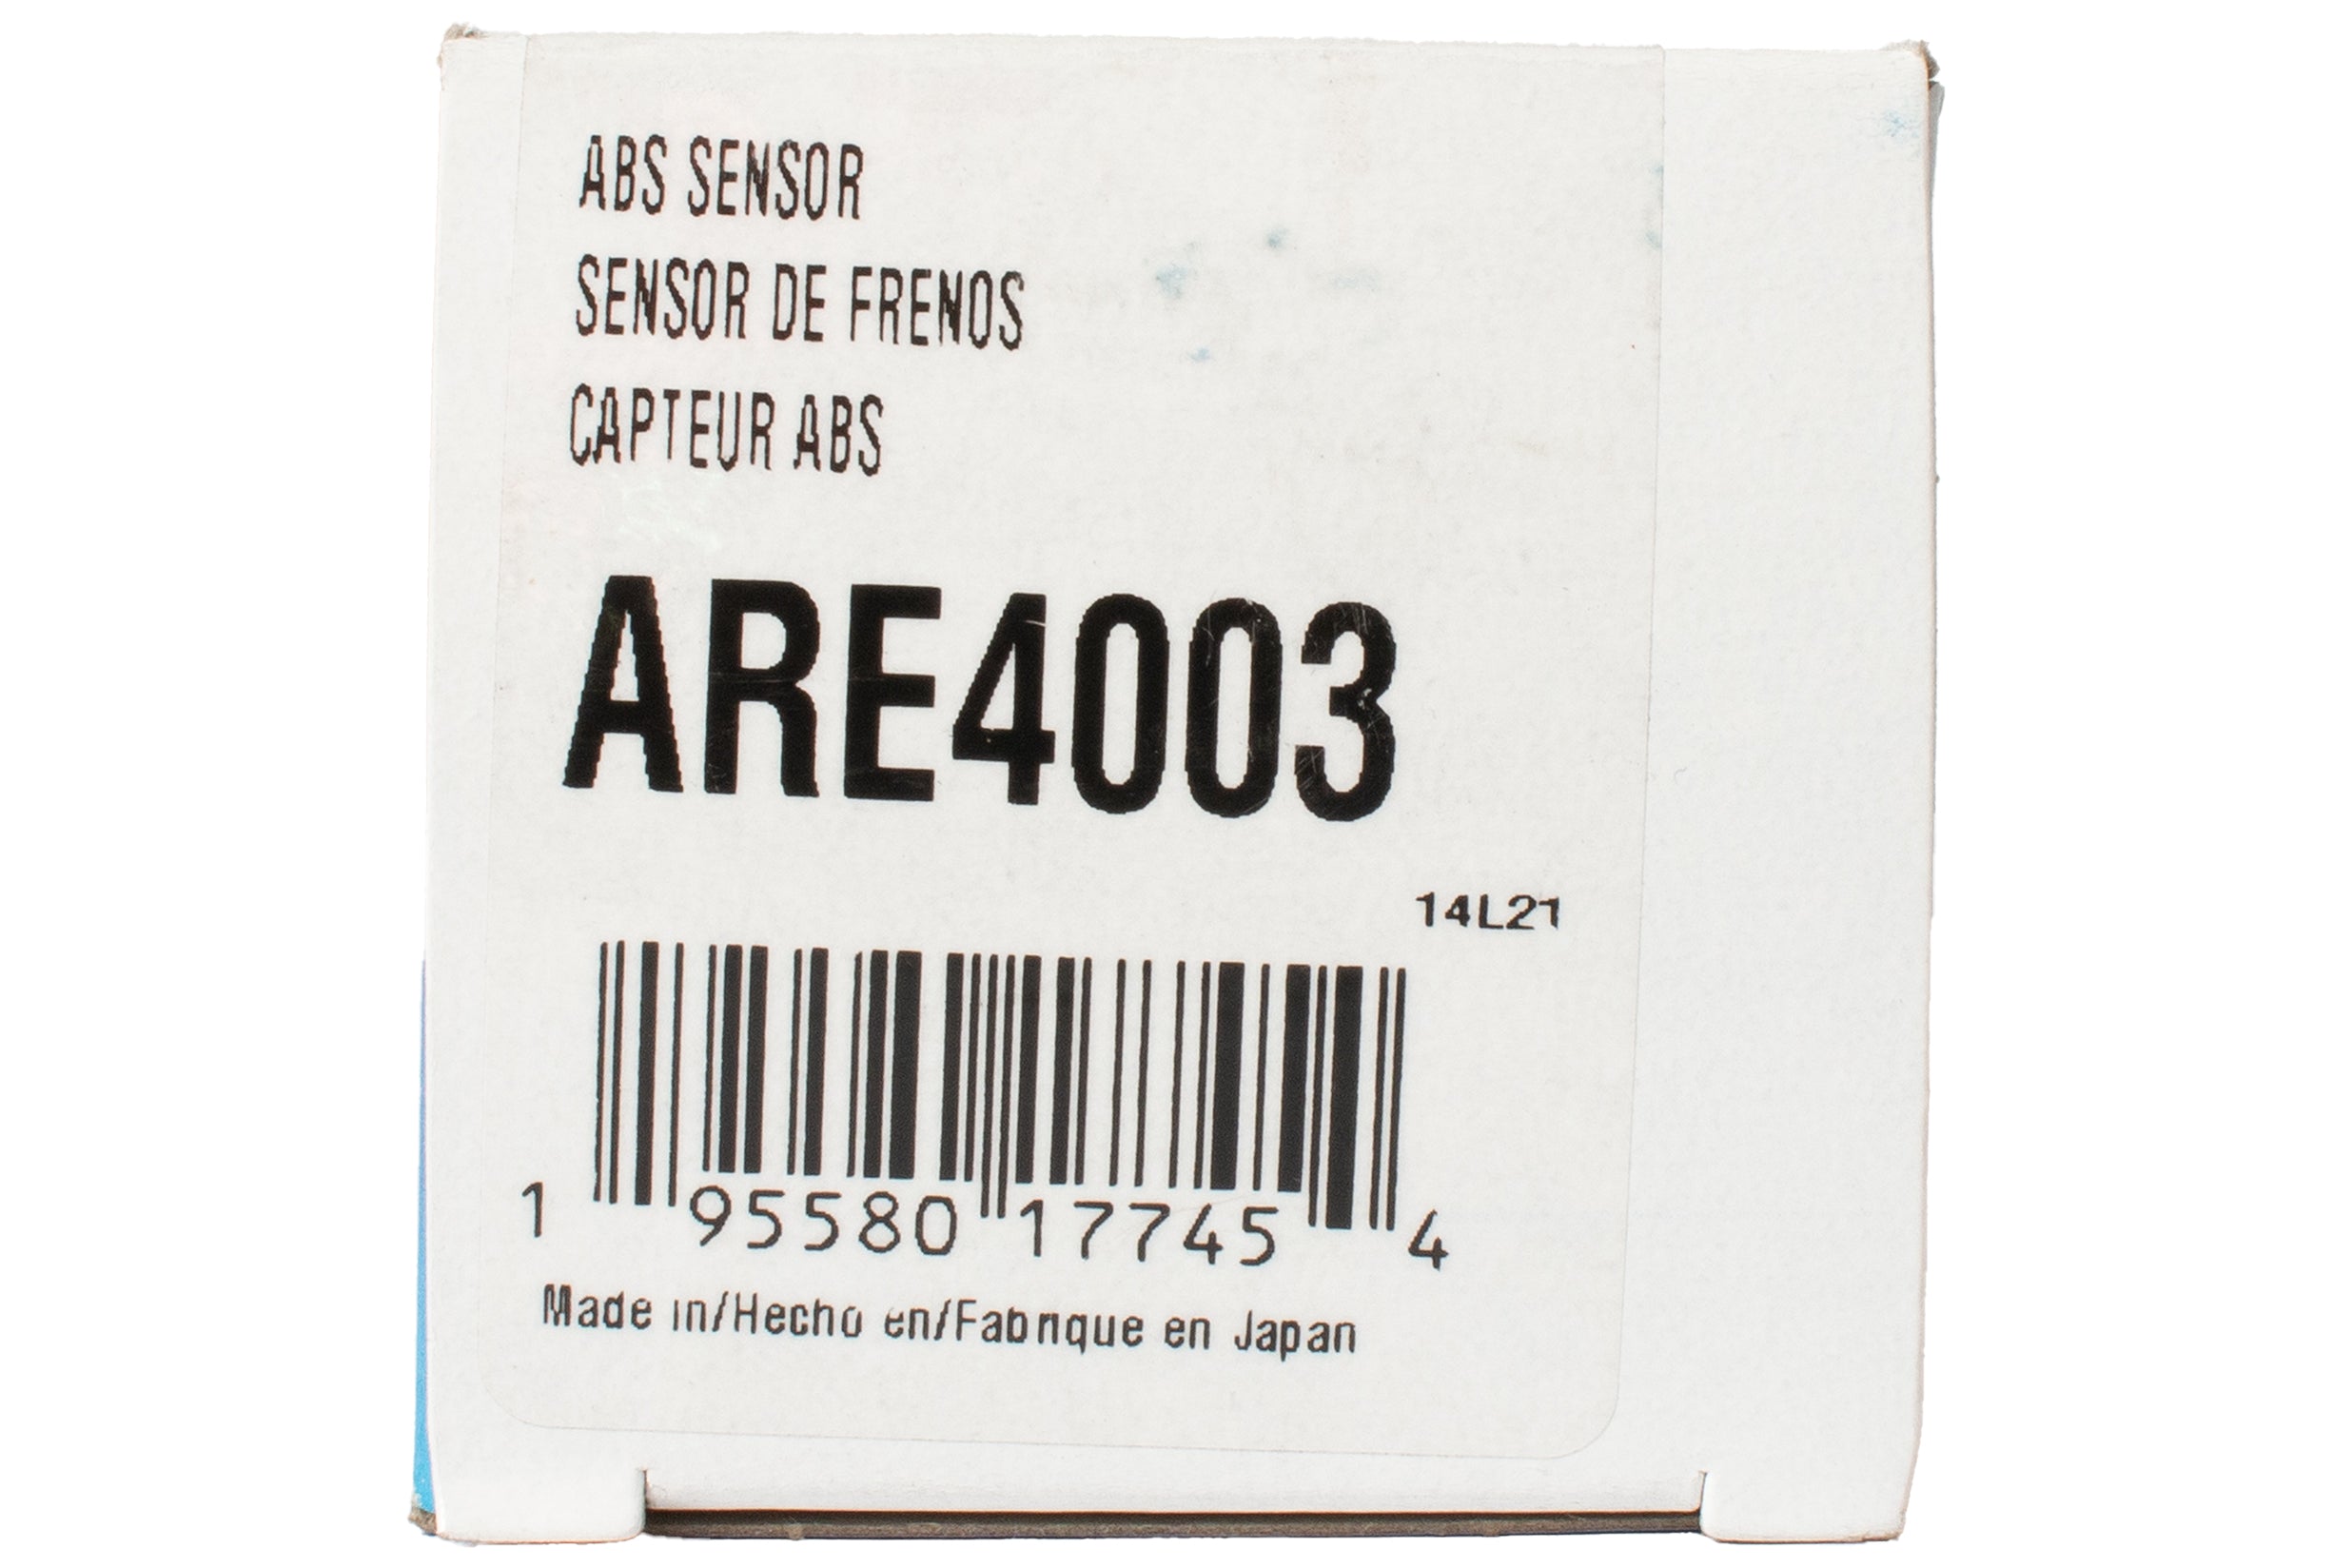 ABS SENSOR
SENSOR DE FRENOS
CAPTEUR ABS
ARE4003
14L21
1 95580 17745 4
Made in/Hecho en/Fabrique en Japan